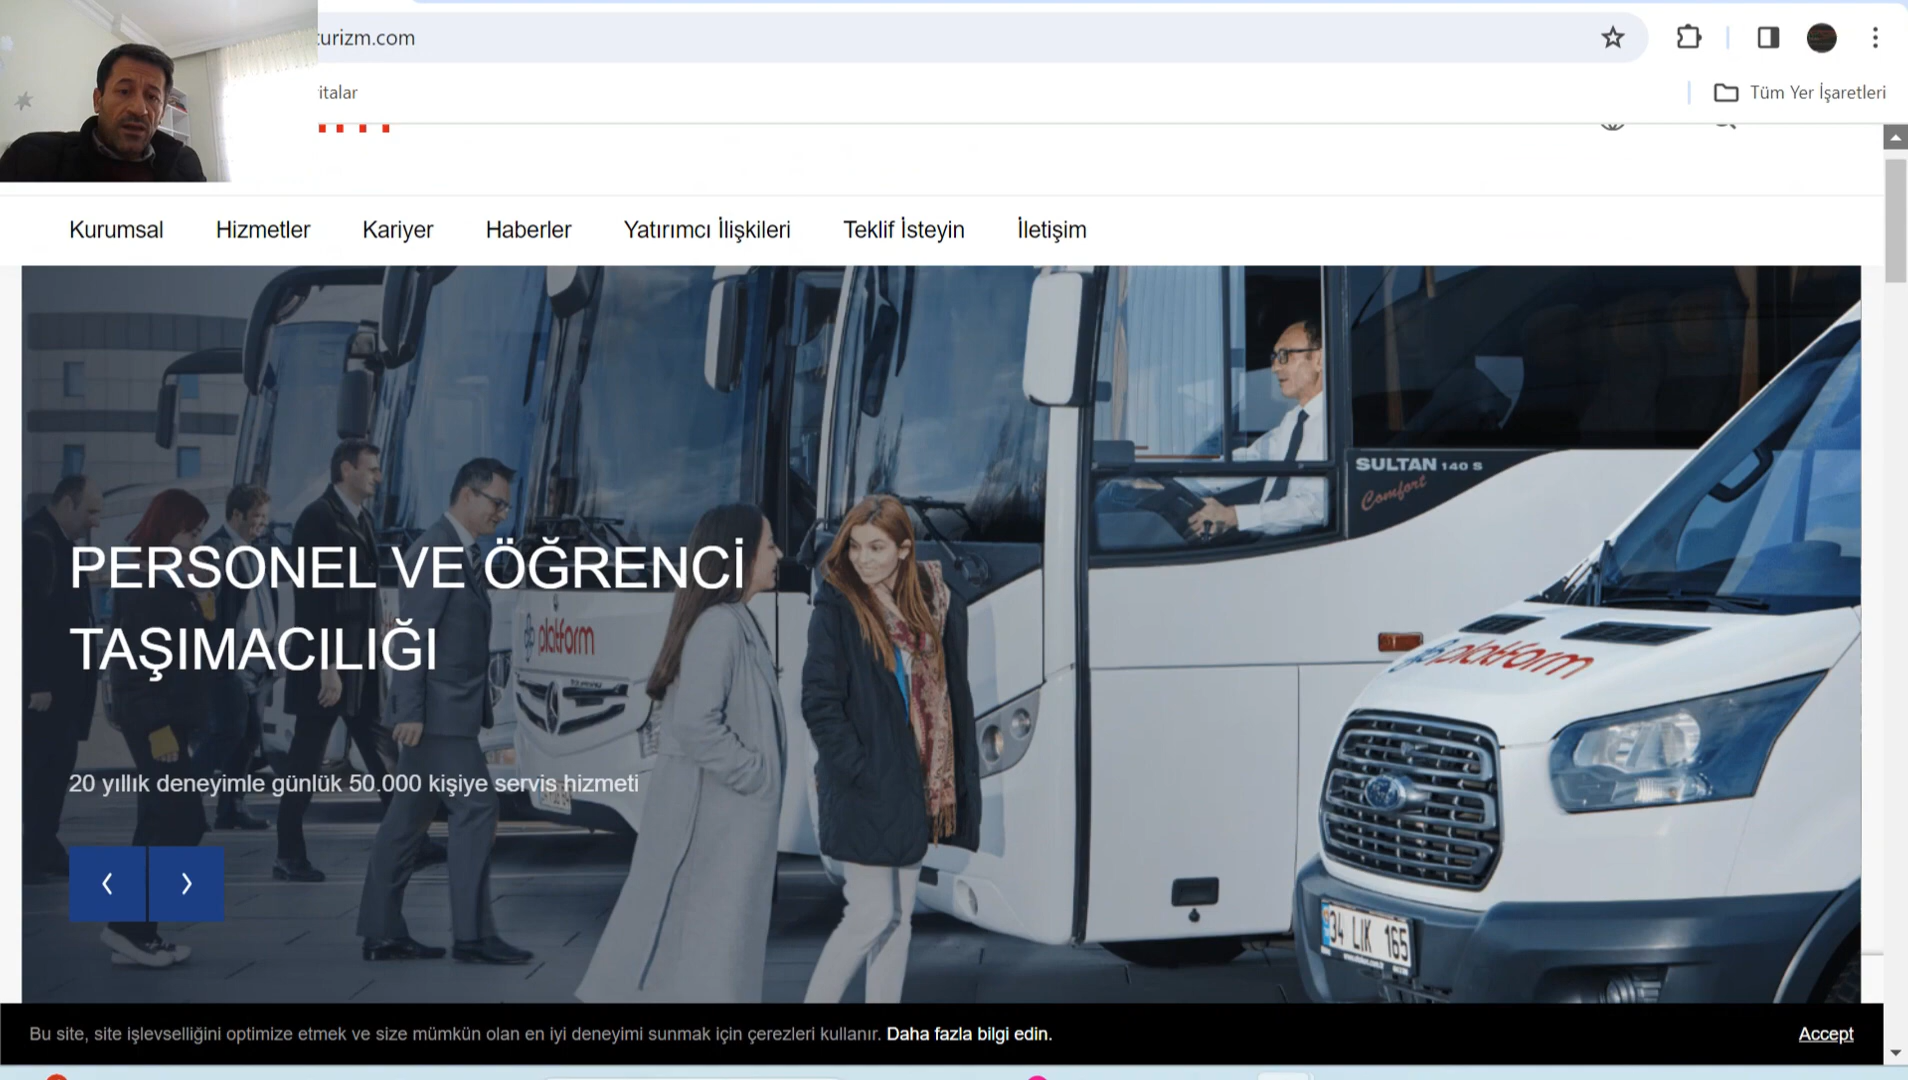 turizm.com
italar
Tüm Yer İşaretleri
Kurumsal Hizmetler Kariyer Haberler Yatırımcı İlişkileri Teklif İsteyin İletişim
SULTAN 140 S
Comfort
PERSONEL VE ÖĞRENCİ
TAŞIMACILIĞI
platform
platform
20 yıllık deneyimle günlük 50.000 kişiye servis hizmeti
34 LIK 165
Bu site, site işlevselliğini optimize etmek ve size mümkün olan en iyi deneyimi sunmak için çerezleri kullanır. Daha fazla bilgi edin.
Accept